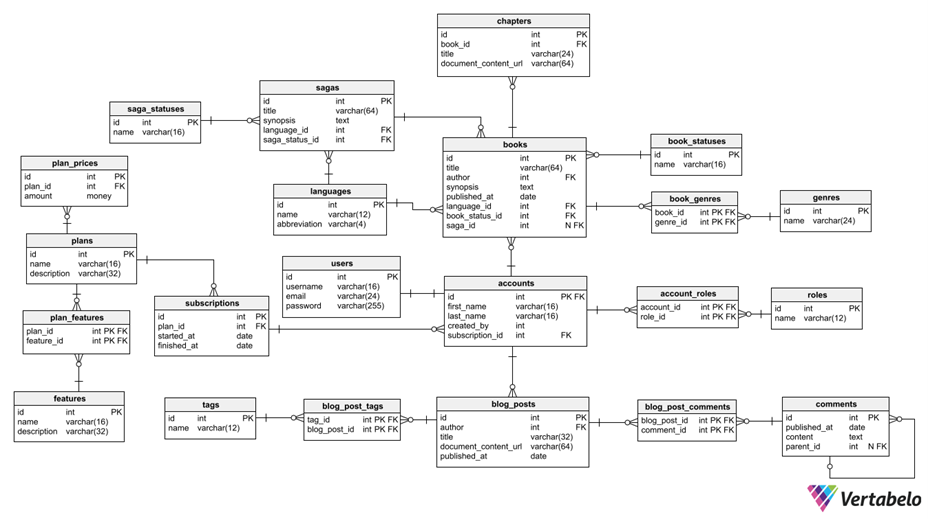 chapters
id int PK
book_id int FK
title varchar(24)
document_content_url varchar(64)
sagas
id int PK
title varchar(64)
synopsis text
language_id int FK
saga_status_id int FK
saga_statuses
id int PK
name varchar(16)
books
id int PK
title varchar(64)
author int FK
synopsis text
published_at date
language_id int FK
book_status_id int FK
saga_id int N FK
book_statuses
id int PK
name varchar(16)
plan_prices
id int PK
plan_id int FK
amount money
languages
id int PK
name varchar(12)
abbreviation varchar(4)
book_genres
book_id int PK FK
genre_id int PK FK
genres
id int PK
name varchar(24)
plans
id int PK
name varchar(16)
description varchar(32)
users
id int PK
username varchar(16)
email varchar(24)
password varchar(255)
accounts
id int PK FK
first_name varchar(16)
last_name varchar(16)
created_by int
subscription_id int FK
account_roles
account_id int PK FK
role_id int PK FK
roles
id int PK
name varchar(12)
subscriptions
id int PK
plan_id int FK
started_at date
finished_at date
plan_features
plan_id int PK FK
feature_id int PK FK
features
id int PK
name varchar(16)
description varchar(32)
tags
id int PK
name varchar(12)
blog_post_tags
tag_id int PK FK
blog_post_id int PK FK
blog_posts
id int PK
author int FK
title varchar(32)
document_content_url varchar(64)
published_at date
blog_post_comments
blog_post_id int PK FK
comment_id int PK FK
comments
id int PK
published_at date
content text
parent_id int N FK
Vertabelo